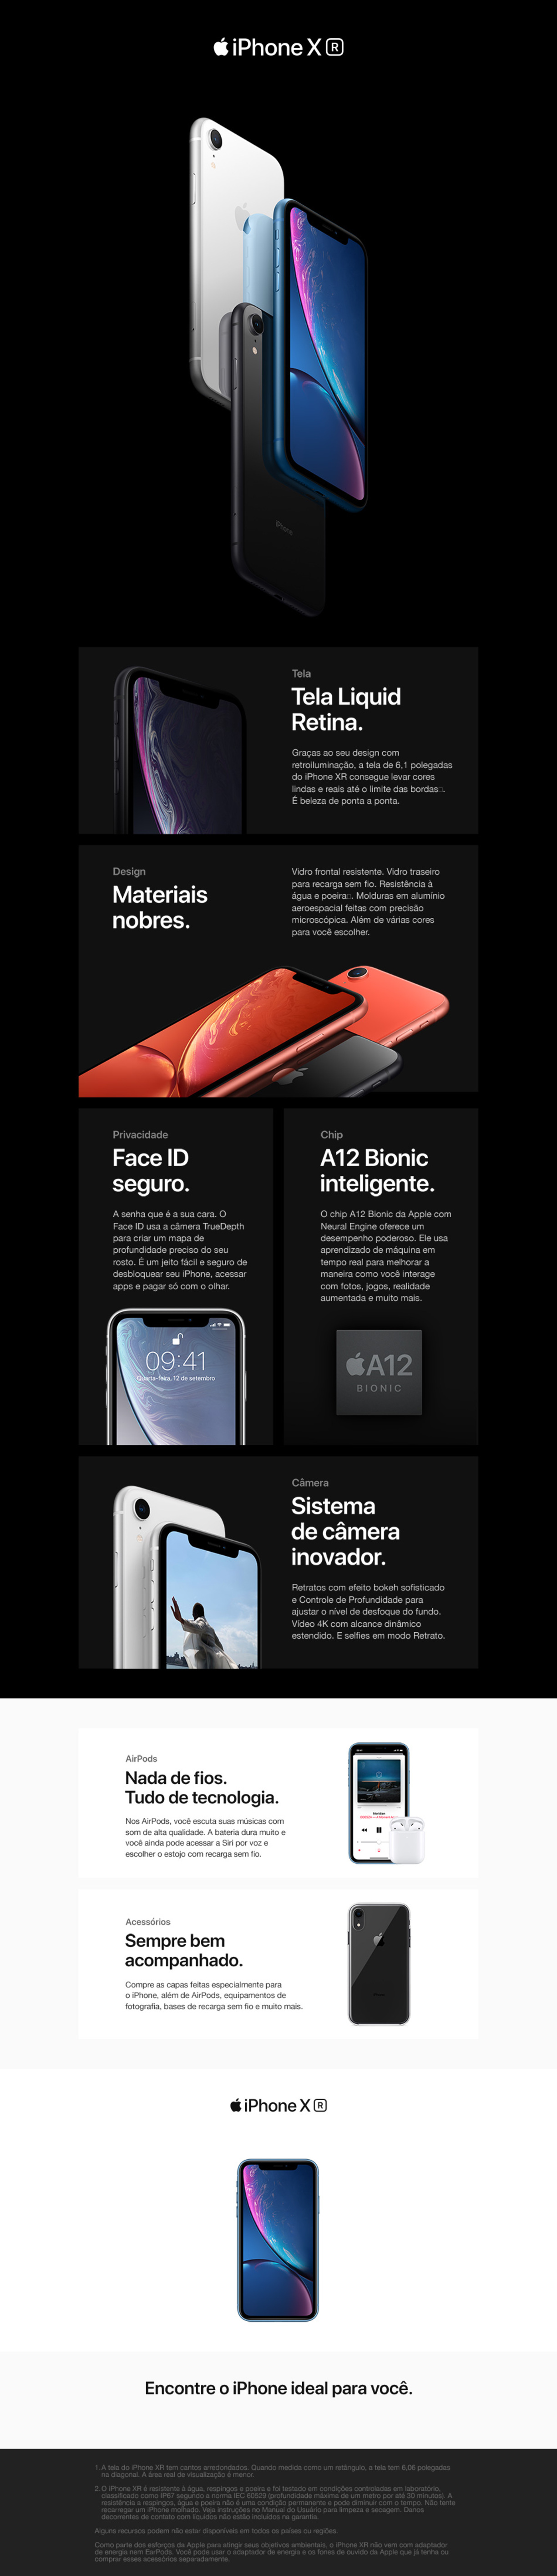 iPhone XR
iPhone
Tela
Tela Liquid
Retina.
Graças ao seu design com
retroiluminação, a tela de 6,1 polegadas
do iPhone XR consegue levar cores
lindas e reais até o limite das bordas□.
É beleza de ponta a ponta.
Design
Materiais
nobres.
Vidro frontal resistente. Vidro traseiro
para recarga sem fio. Resistência à
água e poeira□. Molduras em alumínio
aeroespacial feitas com precisão
microscópica. Além de várias cores
para você escolher.
Privacidade
Face ID
seguro.
A senha que é a sua cara. O
Face ID usa a câmera TrueDepth
para criar um mapa de
profundidade preciso do seu
rosto. É um jeito fácil e seguro de
desbloquear seu iPhone, acessar
apps e pagar só com o olhar.
09:41
Quarta-feira, 12 de setembro
Chip
A12 Bionic
inteligente.
O chip A12 Bionic da Apple com
Neural Engine oferece um
desempenho poderoso. Ele usa
aprendizado de máquina em
tempo real para melhorar a
maneira como você interage
com fotos, jogos, realidade
aumentada e muito mais.
A12
BIONIC
Câmera
Sistema
de câmera
inovador.
Retratos com efeito bokeh sofisticado
e Controle de Profundidade para
ajustar o nível de desfoque do fundo.
Vídeo 4K com alcance dinâmico
estendido. E selfies em modo Retrato.
AirPods
Nada de fios.
Tudo de tecnologia.
Nos AirPods, você escuta suas músicas com
som de alta qualidade. A bateria dura muito e
você ainda pode acessar a Siri por voz e
escolher o estojo com recarga sem fio.
Acessórios
Sempre bem
acompanhado.
Compre as capas feitas especialmente para
o iPhone, além de AirPods, equipamentos de
fotografia, bases de recarga sem fio e muito mais.
iPhone XR
Encontre o iPhone ideal para você.
1. A tela do iPhone XR tem cantos arredondados. Quando medida como um retângulo, a tela tem 6,06 polegadas
na diagonal. A área real de visualização é menor.
2. O iPhone XR é resistente à água, respingos e poeira e foi testado em condições controladas em laboratório,
classificado como IP67 segundo a norma IEC 60529 (profundidade máxima de um metro por até 30 minutos). A
resistência a respingos, água e poeira não é uma condição permanente e pode diminuir com o tempo. Não tente
recarregar um iPhone molhado. Veja instruções no Manual do Usuário para limpeza e secagem. Danos
decorrentes de contato com líquidos não estão incluídos na garantia.
Alguns recursos podem não estar disponíveis em todos os países ou regiões.
Como parte dos esforços da Apple para atingir seus objetivos ambientais, o iPhone XR não vem com adaptador
de energia nem EarPods. Você pode usar o adaptador de energia e os fones de ouvido da Apple que já tenha ou
comprar esses acessórios separadamente.